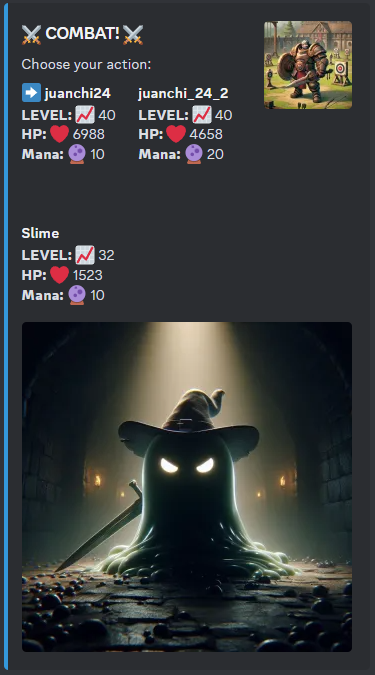 ⚔️ COMBAT! ⚔️
Choose your action:
➡️ juanchi24 juanchi_24_2
LEVEL: 📈 40 LEVEL: 📈 40
HP: ❤️ 6988 HP: ❤️ 4658
Mana: 🔮 10 Mana: 🔮 20
Slime
LEVEL: 📈 32
HP: ❤️ 1523
Mana: 🔮 10